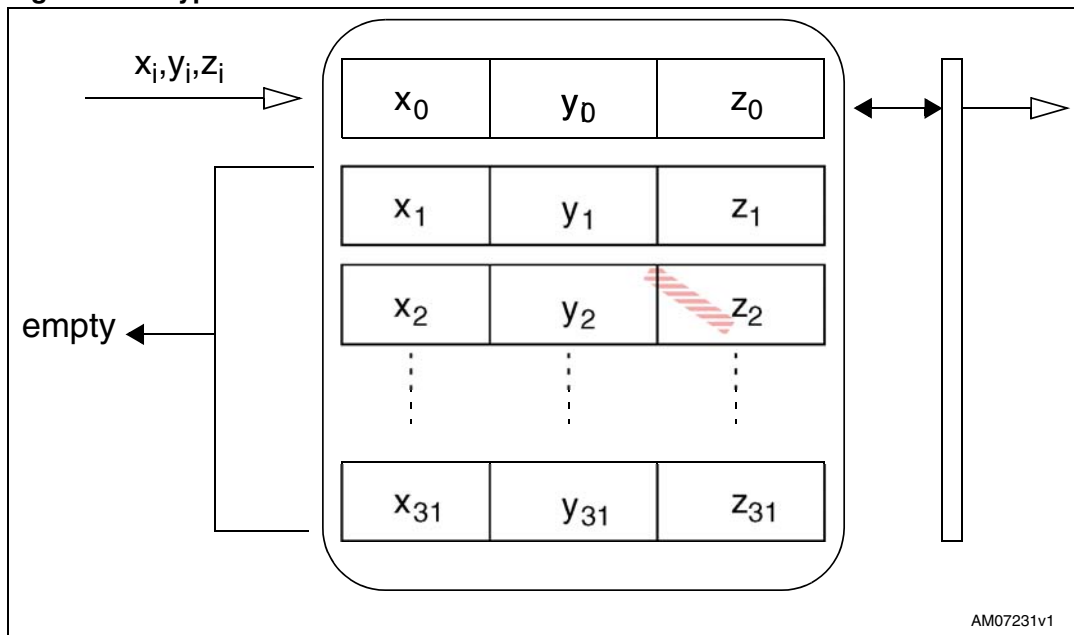 xᵢ,yᵢ,zᵢ
x₀ y₀ z₀
x₁ y₁ z₁
x₂ y₂ z₂
empty
x₃₁ y₃₁ z₃₁
AM07231v1